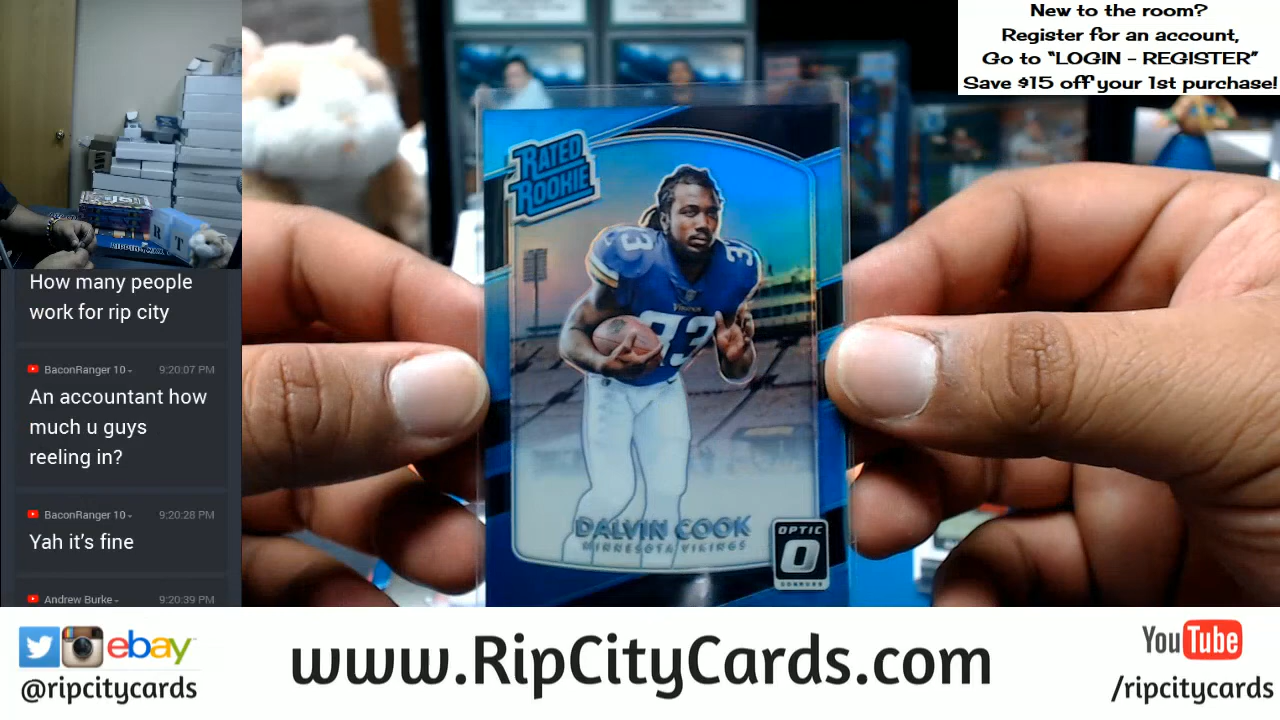 New to the room?
Register for an account,
Go to "LOGIN - REGISTER"
Save $15 off your 1st purchase!
How many people
work for rip city
BaconRanger 10
9:20:07 PM
An accountant how
much u guys
reeling in?
BaconRanger 10
9:20:28 PM
Yah it's fine
Andrew Burke
9:20:39 PM
RATED
ROOKIE
33
33
VIKINGS
DALVIN COOK
MINNESOTA VIKINGS
OPTIC
O
DONRUSS
ebay
@ripcitycards
www.RipCityCards.com
YouTube
/ripcitycards